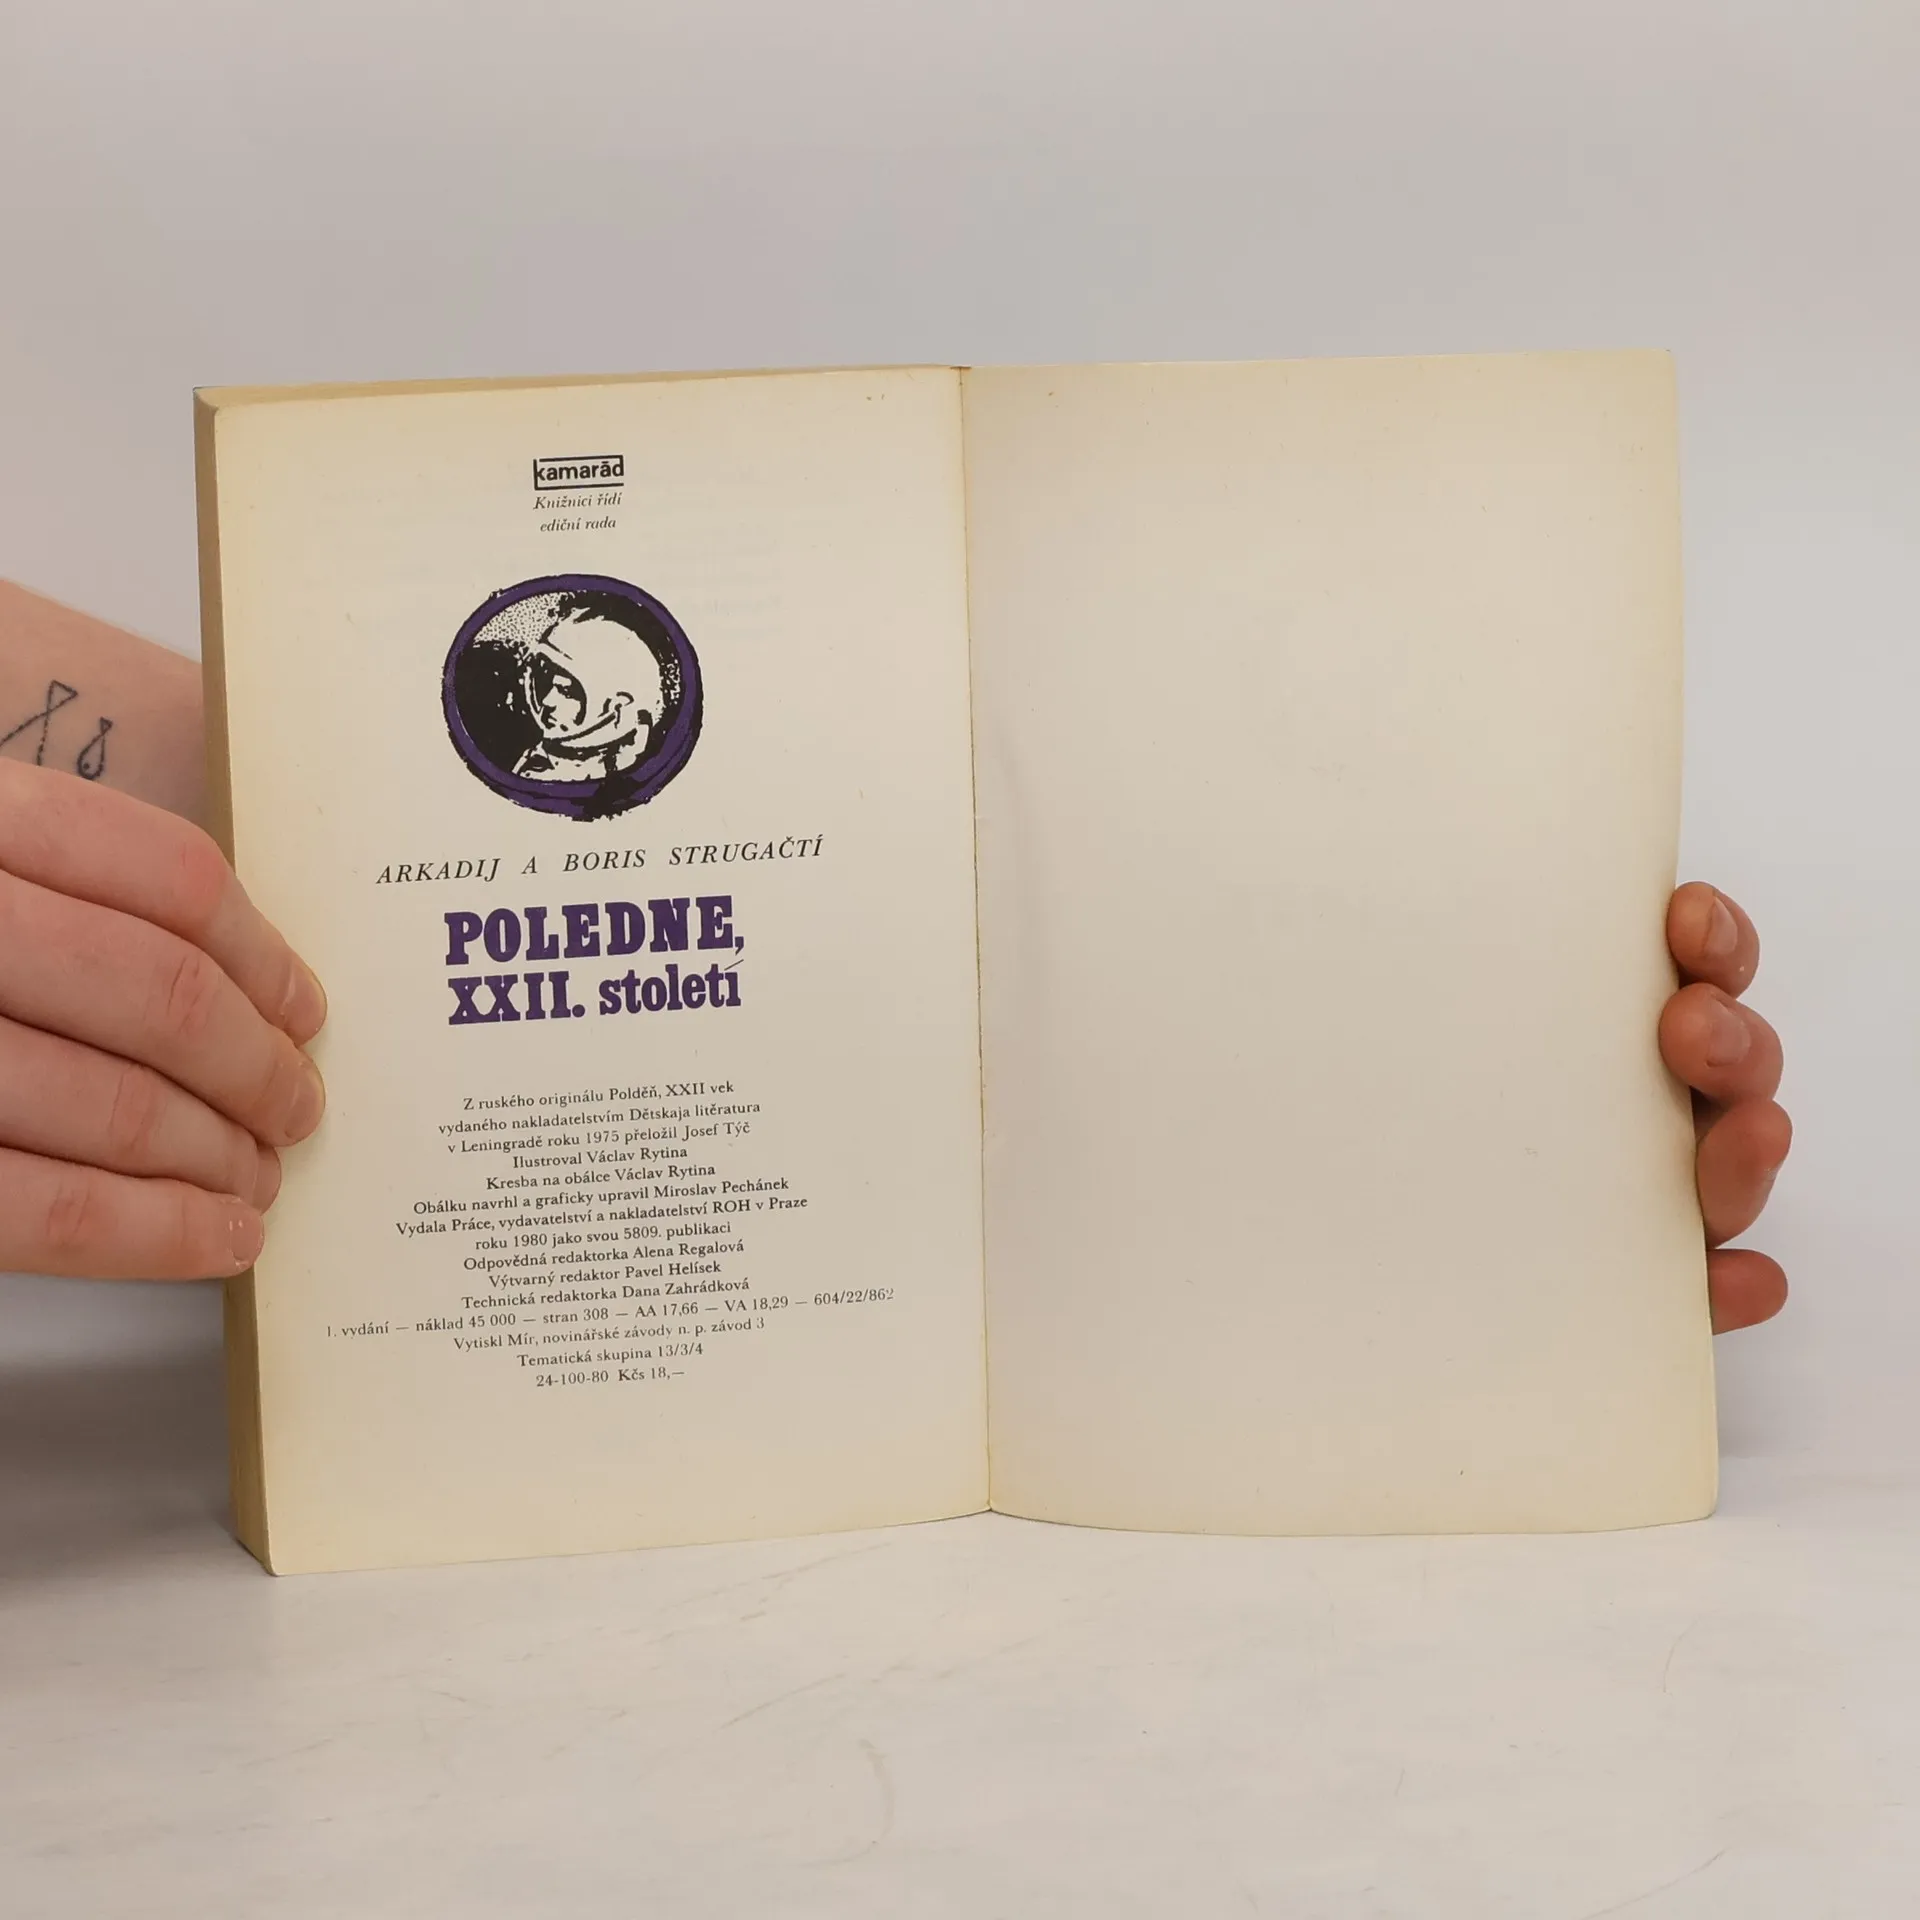 kamarād
Knižnici řídí
ediční rada
ARKADIJ A BORIS STRUGAČTÍ
POLEDNE,
XXII. století
Z ruského originálu Polděň, XXII vek
vydaného nakladatelstvím Dětskaja litěratura
v Leningradě roku 1975 přeložil Josef Týč
Ilustroval Václav Rytina
Kresba na obálce Václav Rytina
Obálku navrhl a graficky upravil Miroslav Pechánek
Vydala Práce, vydavatelství a nakladatelství ROH v Praze
roku 1980 jako svou 5809. publikaci
Odpovědná redaktorka Alena Regalová
Výtvarný redaktor Pavel Helísek
Technická redaktorka Dana Zahrádková
1. vydání — náklad 45 000 — stran 308 — AA 17,66 — VA 18,29 — 604/22/862
Vytiskl Mír, novinářské závody n. p. závod 3
Tematická skupina 13/3/4
24-100-80 Kčs 18,—